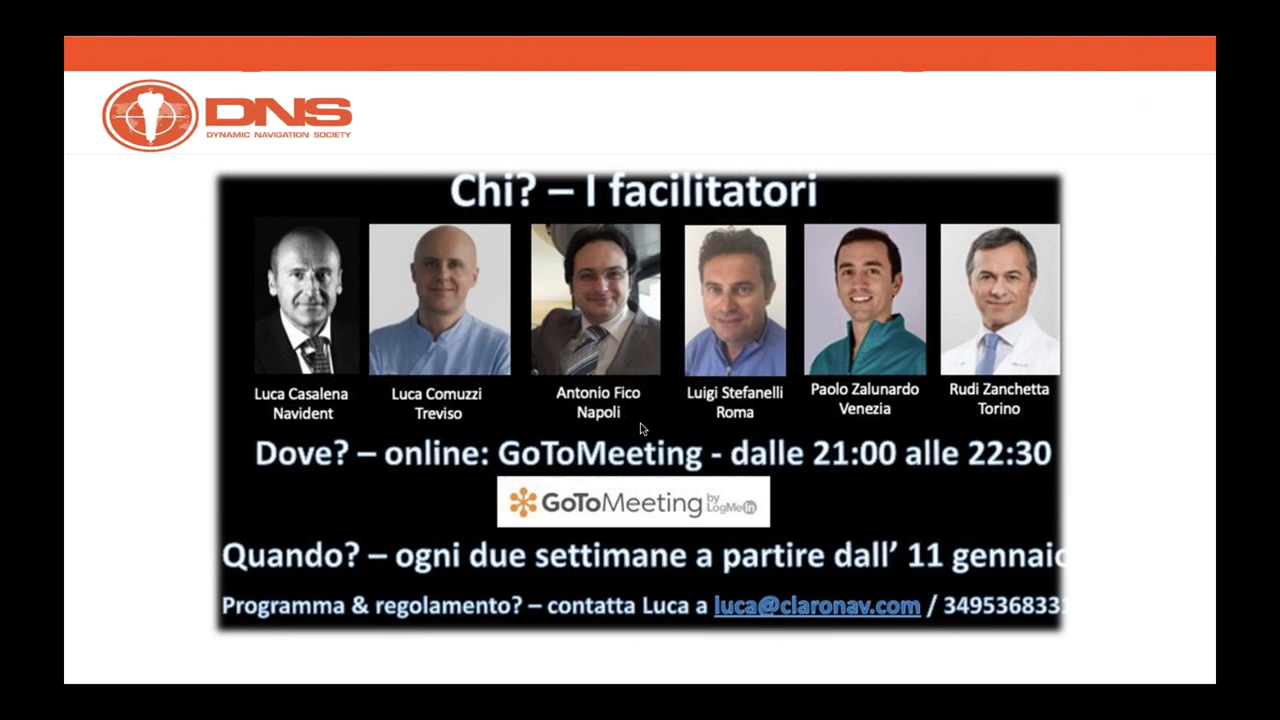 DNS
DYNAMIC NAVIGATION SOCIETY
Chi? – I facilitatori
Luca Casalena
Navident
Luca Comuzzi
Treviso
Antonio Fico
Napoli
Luigi Stefanelli
Roma
Paolo Zalunardo
Venezia
Rudi Zanchetta
Torino
Dove? – online: GoToMeeting - dalle 21:00 alle 22:30
GoToMeeting by LogMeIn
Quando? – ogni due settimane a partire dall’ 11 gennaio
Programma & regolamento? – contatta Luca a luca@claronav.com /